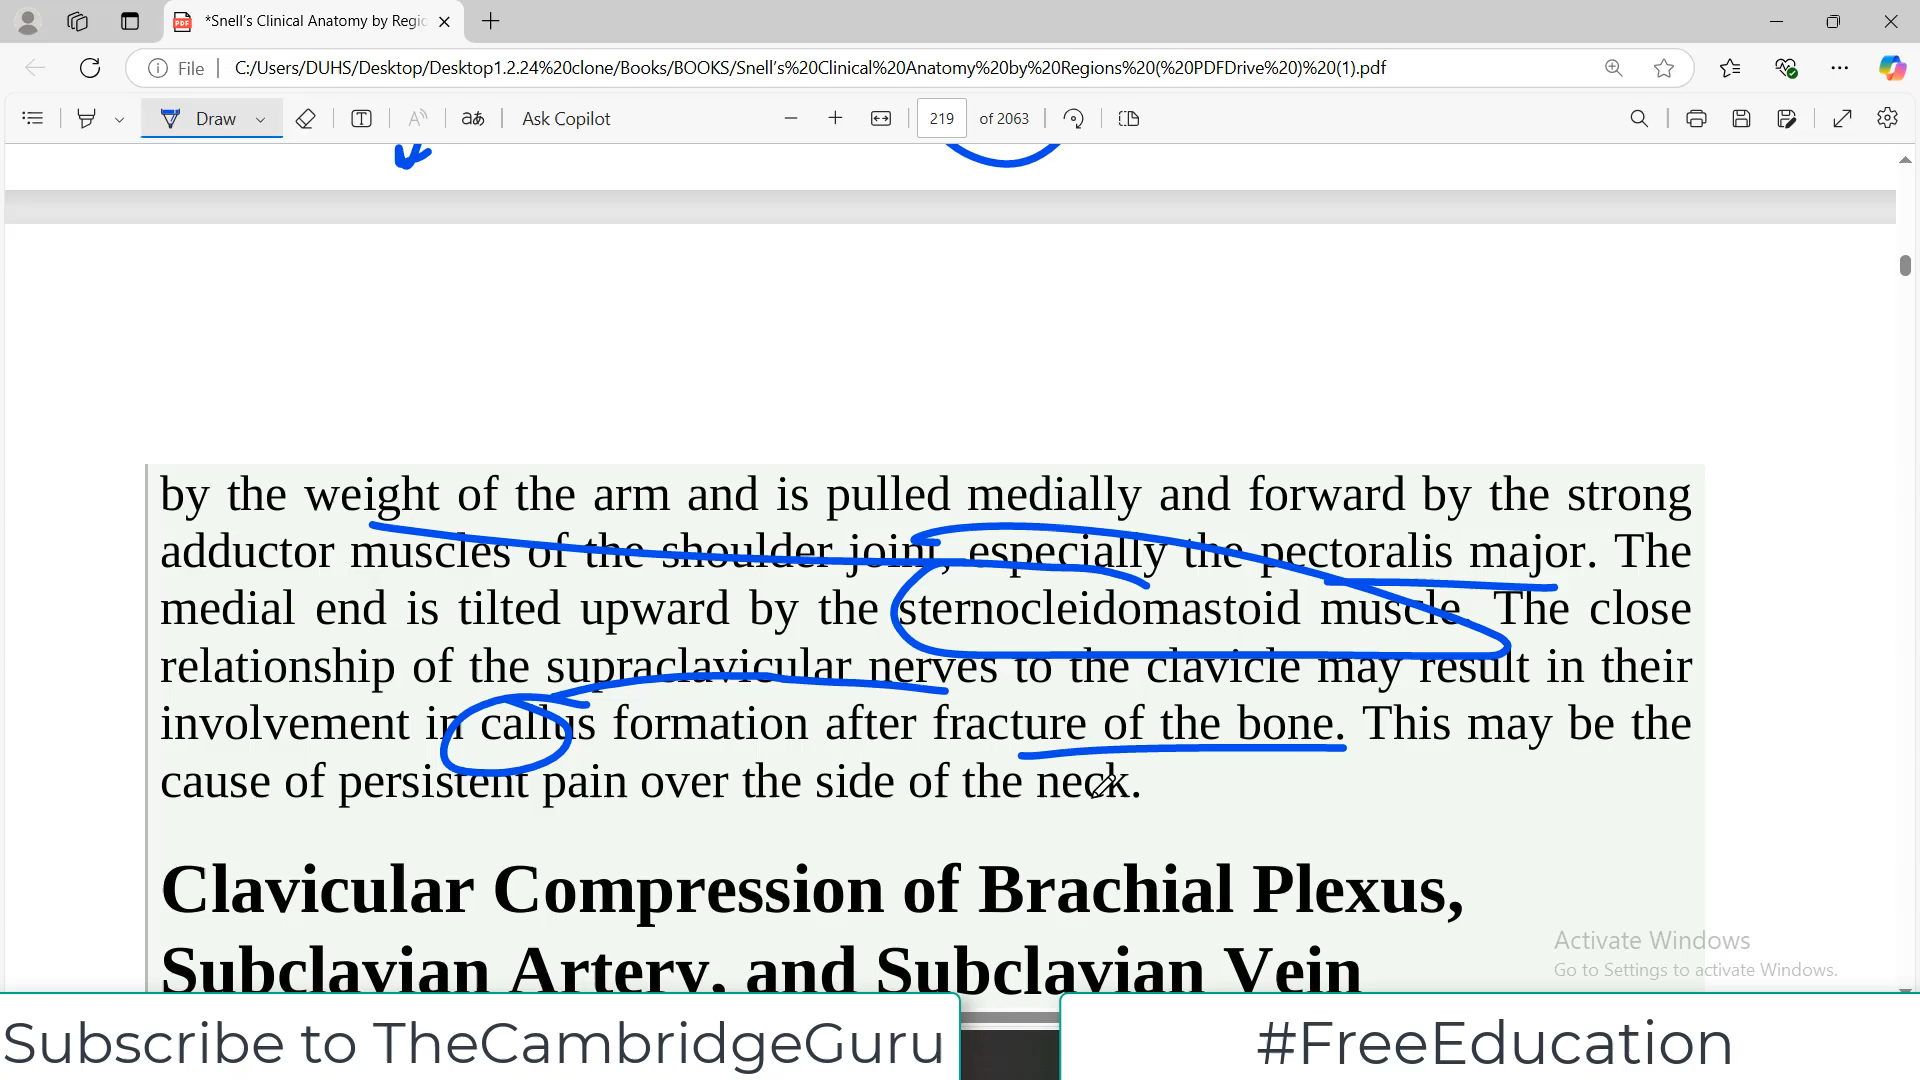 *Snell's Clinical Anatomy by Regic
File
C:/Users/DUHS/Desktop/Desktop1.2.24%20clone/Books/BOOKS/Snell's%20Clinical%20Anatomy%20by%20Regions%20(%20PDFDrive%20)%20(1).pdf
Draw
aあ
Ask Copilot
219 of 2063
by the weight of the arm and is pulled medially and forward by the strong
adductor muscles of the shoulder joint, especially the pectoralis major. The
medial end is tilted upward by the sternocleidomastoid muscle. The close
relationship of the supraclavicular nerves to the clavicle may result in their
involvement in callus formation after fracture of the bone. This may be the
cause of persistent pain over the side of the neck.
Clavicular Compression of Brachial Plexus,
Subclavian Artery, and Subclavian Vein
Activate Windows
Go to Settings to activate Windows.
Subscribe to TheCambridgeGuru
#FreeEducation